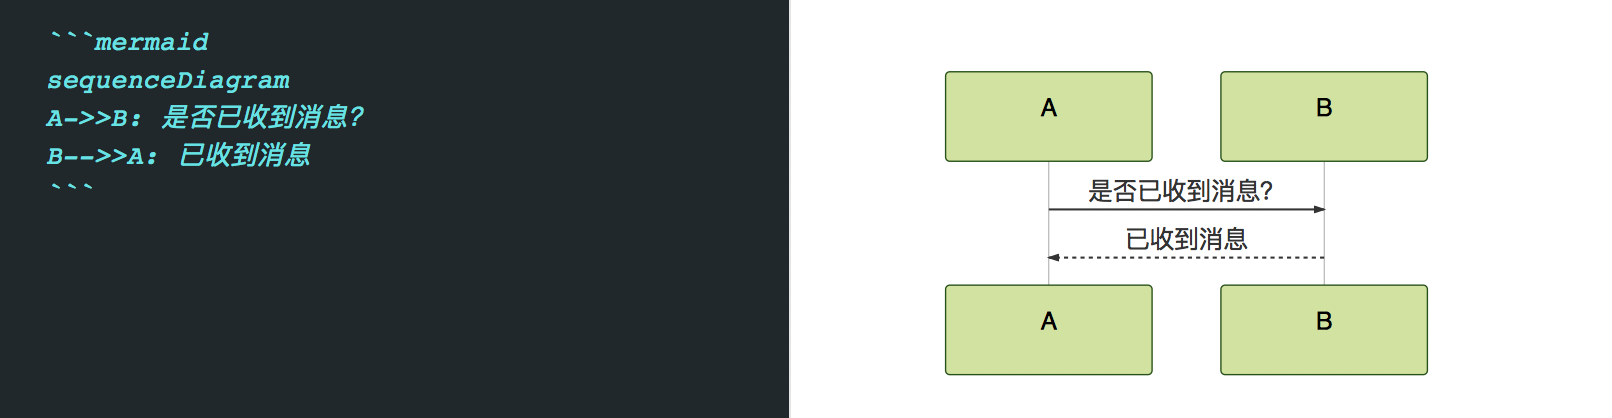 ```mermaid
sequenceDiagram
A->>B: 是否已收到消息?
B-->>A: 已收到消息
```
A
B
是否已收到消息?
已收到消息
A
B